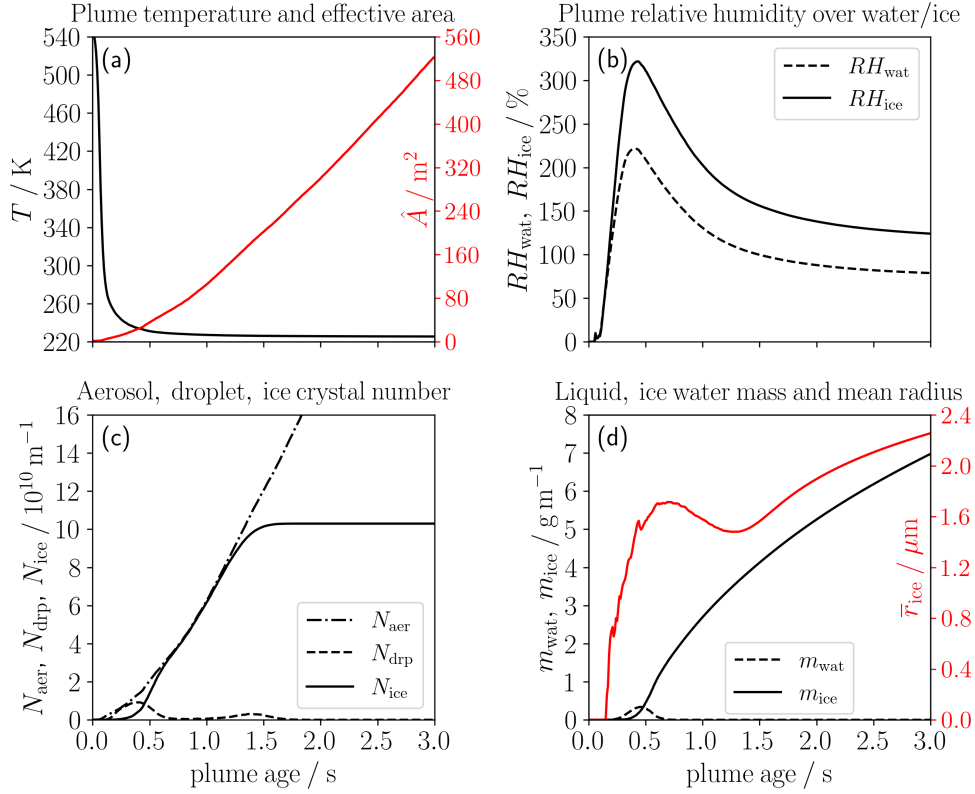 Plume temperature and effective area
(a)
T / K
540
500
460
420
380
340
300
260
220
560
480
400
320
240
160
80
0
Â / m²
Plume relative humidity over water/ice
(b)
RH_wat, RH_ice / %
350
300
250
200
150
100
50
0
RH_wat
RH_ice
Aerosol, droplet, ice crystal number
(c)
N_aer, N_drp, N_ice / 10¹⁰ m⁻¹
16
14
12
10
8
6
4
2
0
N_aer
N_drp
N_ice
0.0 0.5 1.0 1.5 2.0 2.5 3.0
plume age / s
Liquid, ice water mass and mean radius
(d)
m_wat, m_ice / g m⁻¹
8
7
6
5
4
3
2
1
0
m_wat
m_ice
2.4
2.0
1.6
1.2
0.8
0.4
0.0
r̅_ice / μm
0.0 0.5 1.0 1.5 2.0 2.5 3.0
plume age / s